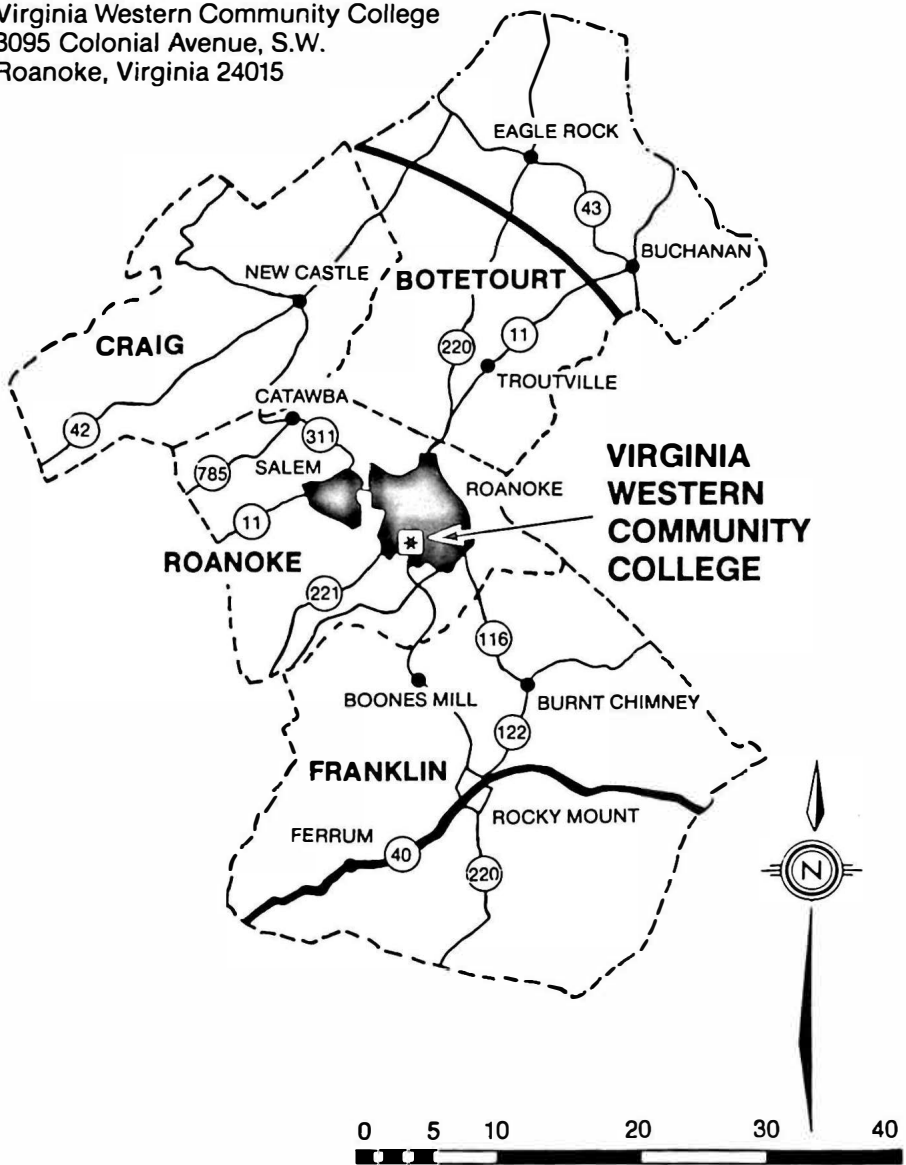 Virginia Western Community College
3095 Colonial Avenue, S.W.
Roanoke, Virginia 24015
EAGLE ROCK
43
BUCHANAN
NEW CASTLE
BOTETOURT
CRAIG
220
11
TROUTVILLE
CATAWBA
42
311
785
SALEM
ROANOKE
11
VIRGINIA
WESTERN
COMMUNITY
COLLEGE
ROANOKE
221
116
BOONES MILL
BURNT CHIMNEY
122
FRANKLIN
ROCKY MOUNT
FERRUM
40
220
N
0 5 10 20 30 40